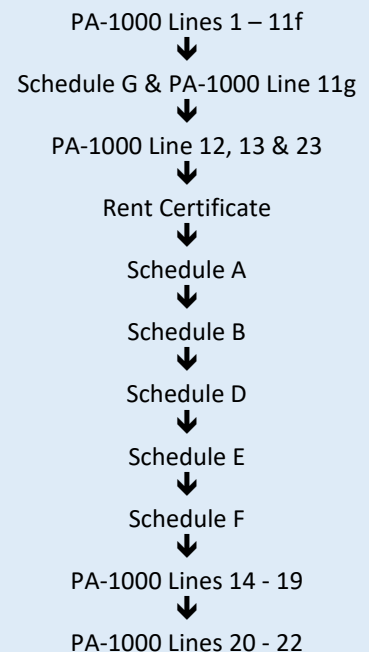 PA-1000 Lines 1 – 11f
Schedule G & PA-1000 Line 11g
PA-1000 Line 12, 13 & 23
Rent Certificate
Schedule A
Schedule B
Schedule D
Schedule E
Schedule F
PA-1000 Lines 14 - 19
PA-1000 Lines 20 - 22